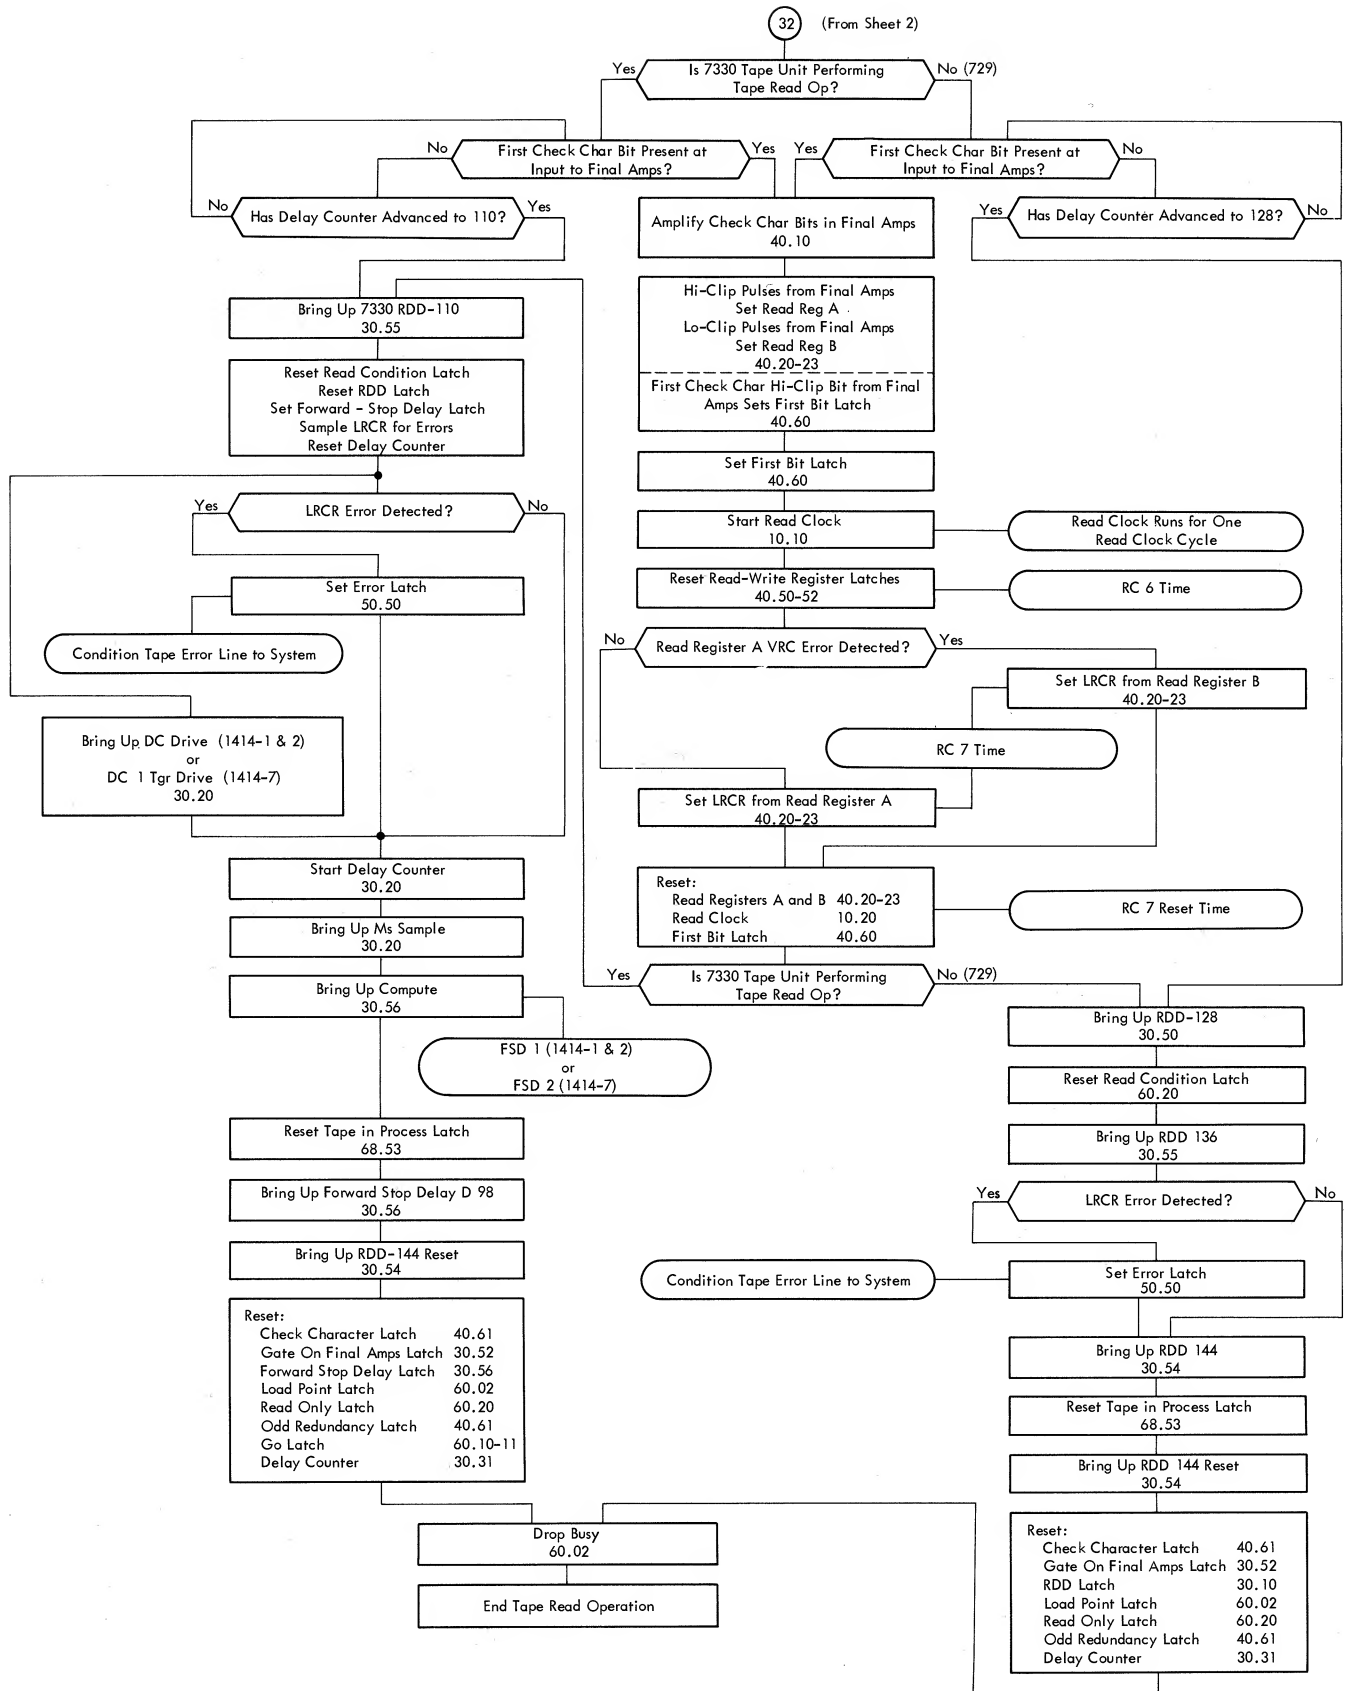 32 (From Sheet 2)
Is 7330 Tape Unit Performing
Tape Read Op?
Yes
No (729)
First Check Char Bit Present at
Input to Final Amps?
No
Yes
First Check Char Bit Present at
Input to Final Amps?
Yes
No
Has Delay Counter Advanced to 110?
No
Yes
Amplify Check Char Bits in Final Amps
40.10
Has Delay Counter Advanced to 128?
Yes
No
Hi-Clip Pulses from Final Amps
Set Read Reg A
Lo-Clip Pulses from Final Amps
Set Read Reg B
40.20-23
First Check Char Hi-Clip Bit from Final
Amps Sets First Bit Latch
40.60
Bring Up 7330 RDD-110
30.55
Reset Read Condition Latch
Reset RDD Latch
Set Forward - Stop Delay Latch
Sample LRCR for Errors
Reset Delay Counter
Set First Bit Latch
40.60
LRCR Error Detected?
Yes
No
Start Read Clock
10.10
Read Clock Runs for One
Read Clock Cycle
Set Error Latch
50.50
Reset Read-Write Register Latches
40.50-52
RC 6 Time
Condition Tape Error Line to System
Read Register A VRC Error Detected?
No
Yes
Set LRCR from Read Register B
40.20-23
Bring Up DC Drive (1414-1 & 2)
or
DC 1 Tgr Drive (1414-7)
30.20
RC 7 Time
Set LRCR from Read Register A
40.20-23
Start Delay Counter
30.20
Reset:
Read Registers A and B 40.20-23
Read Clock 10.20
First Bit Latch 40.60
RC 7 Reset Time
Bring Up Ms Sample
30.20
Bring Up Compute
30.56
Is 7330 Tape Unit Performing
Tape Read Op?
Yes
No (729)
FSD 1 (1414-1 & 2)
or
FSD 2 (1414-7)
Bring Up RDD-128
30.50
Reset Read Condition Latch
60.20
Reset Tape in Process Latch
68.53
Bring Up RDD 136
30.55
Bring Up Forward Stop Delay D 98
30.56
LRCR Error Detected?
Yes
No
Bring Up RDD-144 Reset
30.54
Condition Tape Error Line to System
Set Error Latch
50.50
Reset:
Check Character Latch 40.61
Gate On Final Amps Latch 30.52
Forward Stop Delay Latch 30.56
Load Point Latch 60.02
Read Only Latch 60.20
Odd Redundancy Latch 40.61
Go Latch 60.10-11
Delay Counter 30.31
Bring Up RDD 144
30.54
Reset Tape in Process Latch
68.53
Bring Up RDD 144 Reset
30.54
Drop Busy
60.02
End Tape Read Operation
Reset:
Check Character Latch 40.61
Gate On Final Amps Latch 30.52
RDD Latch 30.10
Load Point Latch 60.02
Read Only Latch 60.20
Odd Redundancy Latch 40.61
Delay Counter 30.31